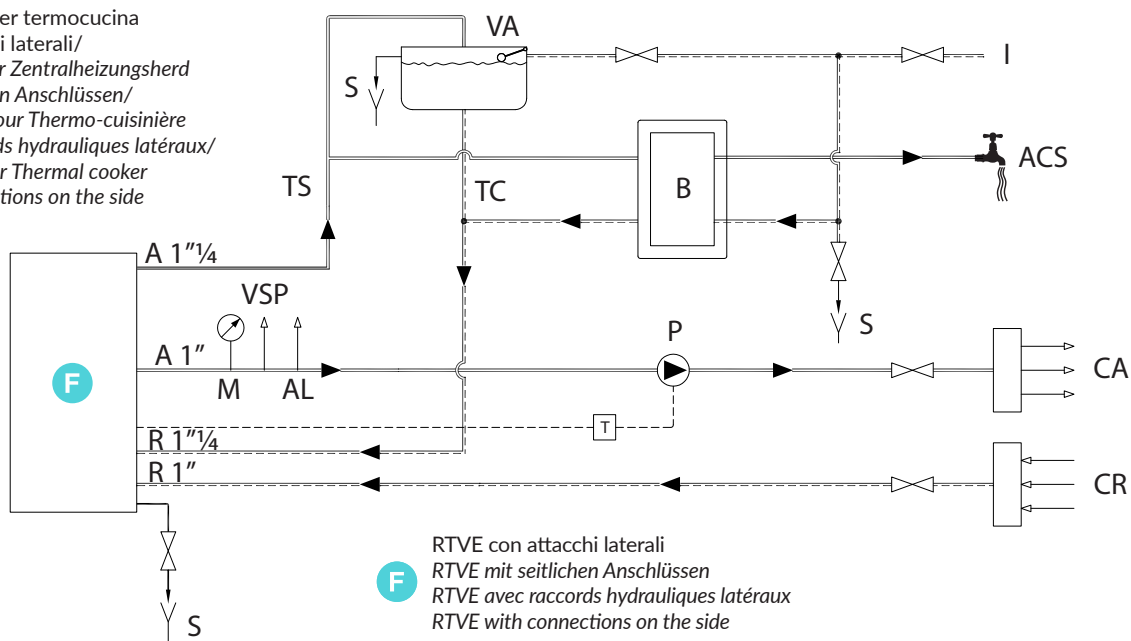 er termocucina
i laterali/
r Zentralheizungsherd
n Anschlüssen/
our Thermo-cuisinière
ds hydrauliques latéraux/
r Thermal cooker
tions on the side
VA
I
S
ACS
TS
TC
B
A 1"¼
VSP
S
P
A 1"
M
AL
CA
F
T
R 1"¼
R 1"
CR
S
F
RTVE con attacchi laterali
RTVE mit seitlichen Anschlüssen
RTVE avec raccords hydrauliques latéraux
RTVE with connections on the side